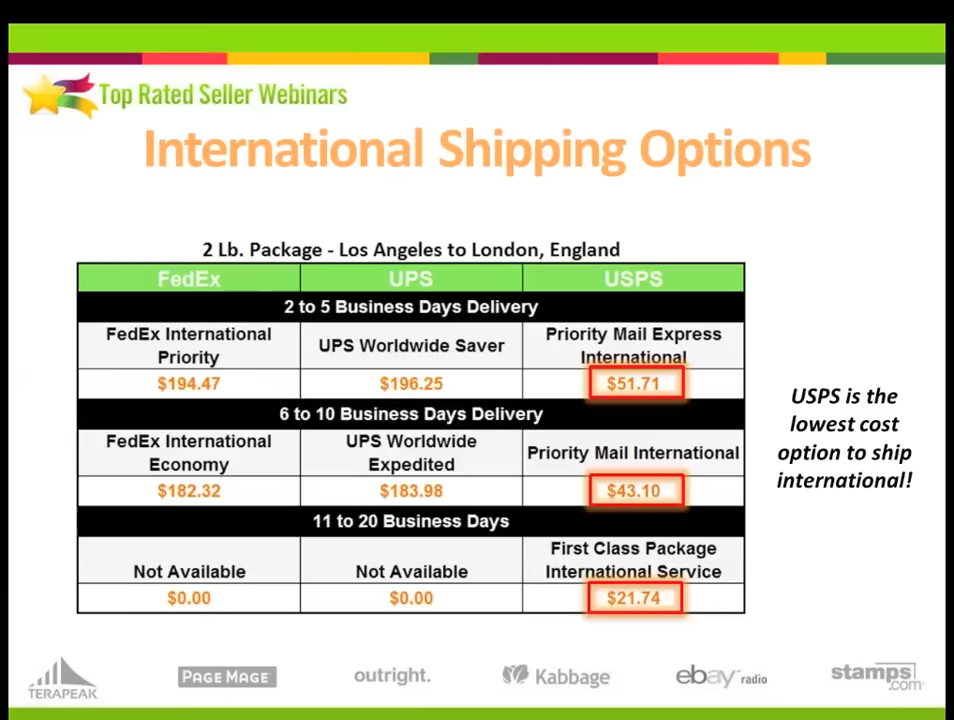 Top Rated Seller Webinars
International Shipping Options
2 Lb. Package - Los Angeles to London, England
FedEx UPS USPS
2 to 5 Business Days Delivery
FedEx International Priority UPS Worldwide Saver Priority Mail Express International
$194.47 $196.25 $51.71
6 to 10 Business Days Delivery
FedEx International Economy UPS Worldwide Expedited Priority Mail International
$182.32 $183.98 $43.10
11 to 20 Business Days
Not Available Not Available First Class Package International Service
$0.00 $0.00 $21.74
USPS is the
lowest cost
option to ship
international!
TERAPEAK PAGE MAGE outright. Kabbage ebay radio stamps.com